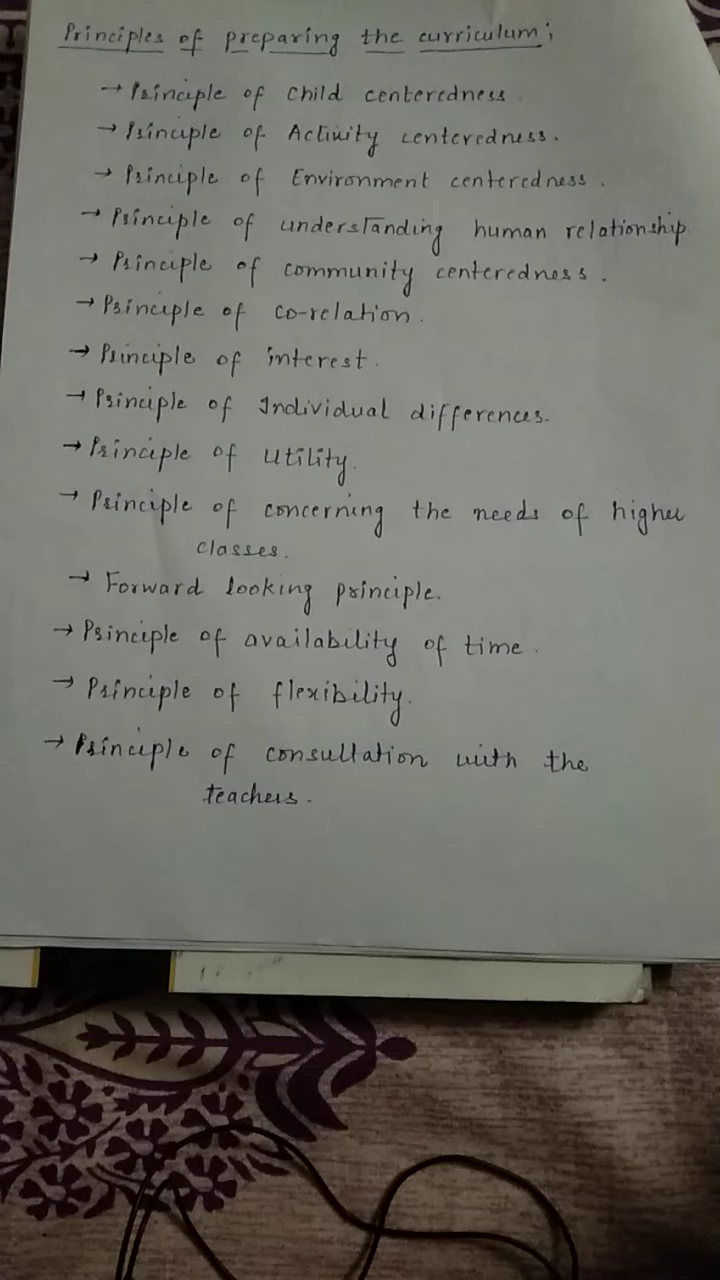 Principles of preparing the curriculum;
→ Principle of Child centeredness.
→ Principle of Activity centeredness.
→ Principle of Environment centeredness.
→ Principle of understanding human relationship
→ Principle of community centeredness.
→ Principle of co-relation.
→ Principle of interest.
→ Principle of Individual differences.
→ Principle of Utility.
→ Principle of concerning the needs of higher
classes.
→ Forward looking principle.
→ Principle of availability of time.
→ Principle of flexibility.
→ Principle of consultation with the
teachers.